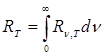 R_T = ∫_0^∞ R_{ν,T} dν